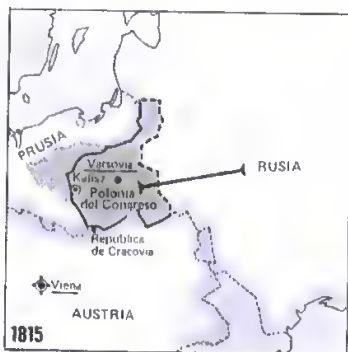 PRUSIA
Varsovia
Kalisz
Polonia
del Congreso
RUSIA
República
de Cracovia
Viena
AUSTRIA
1815